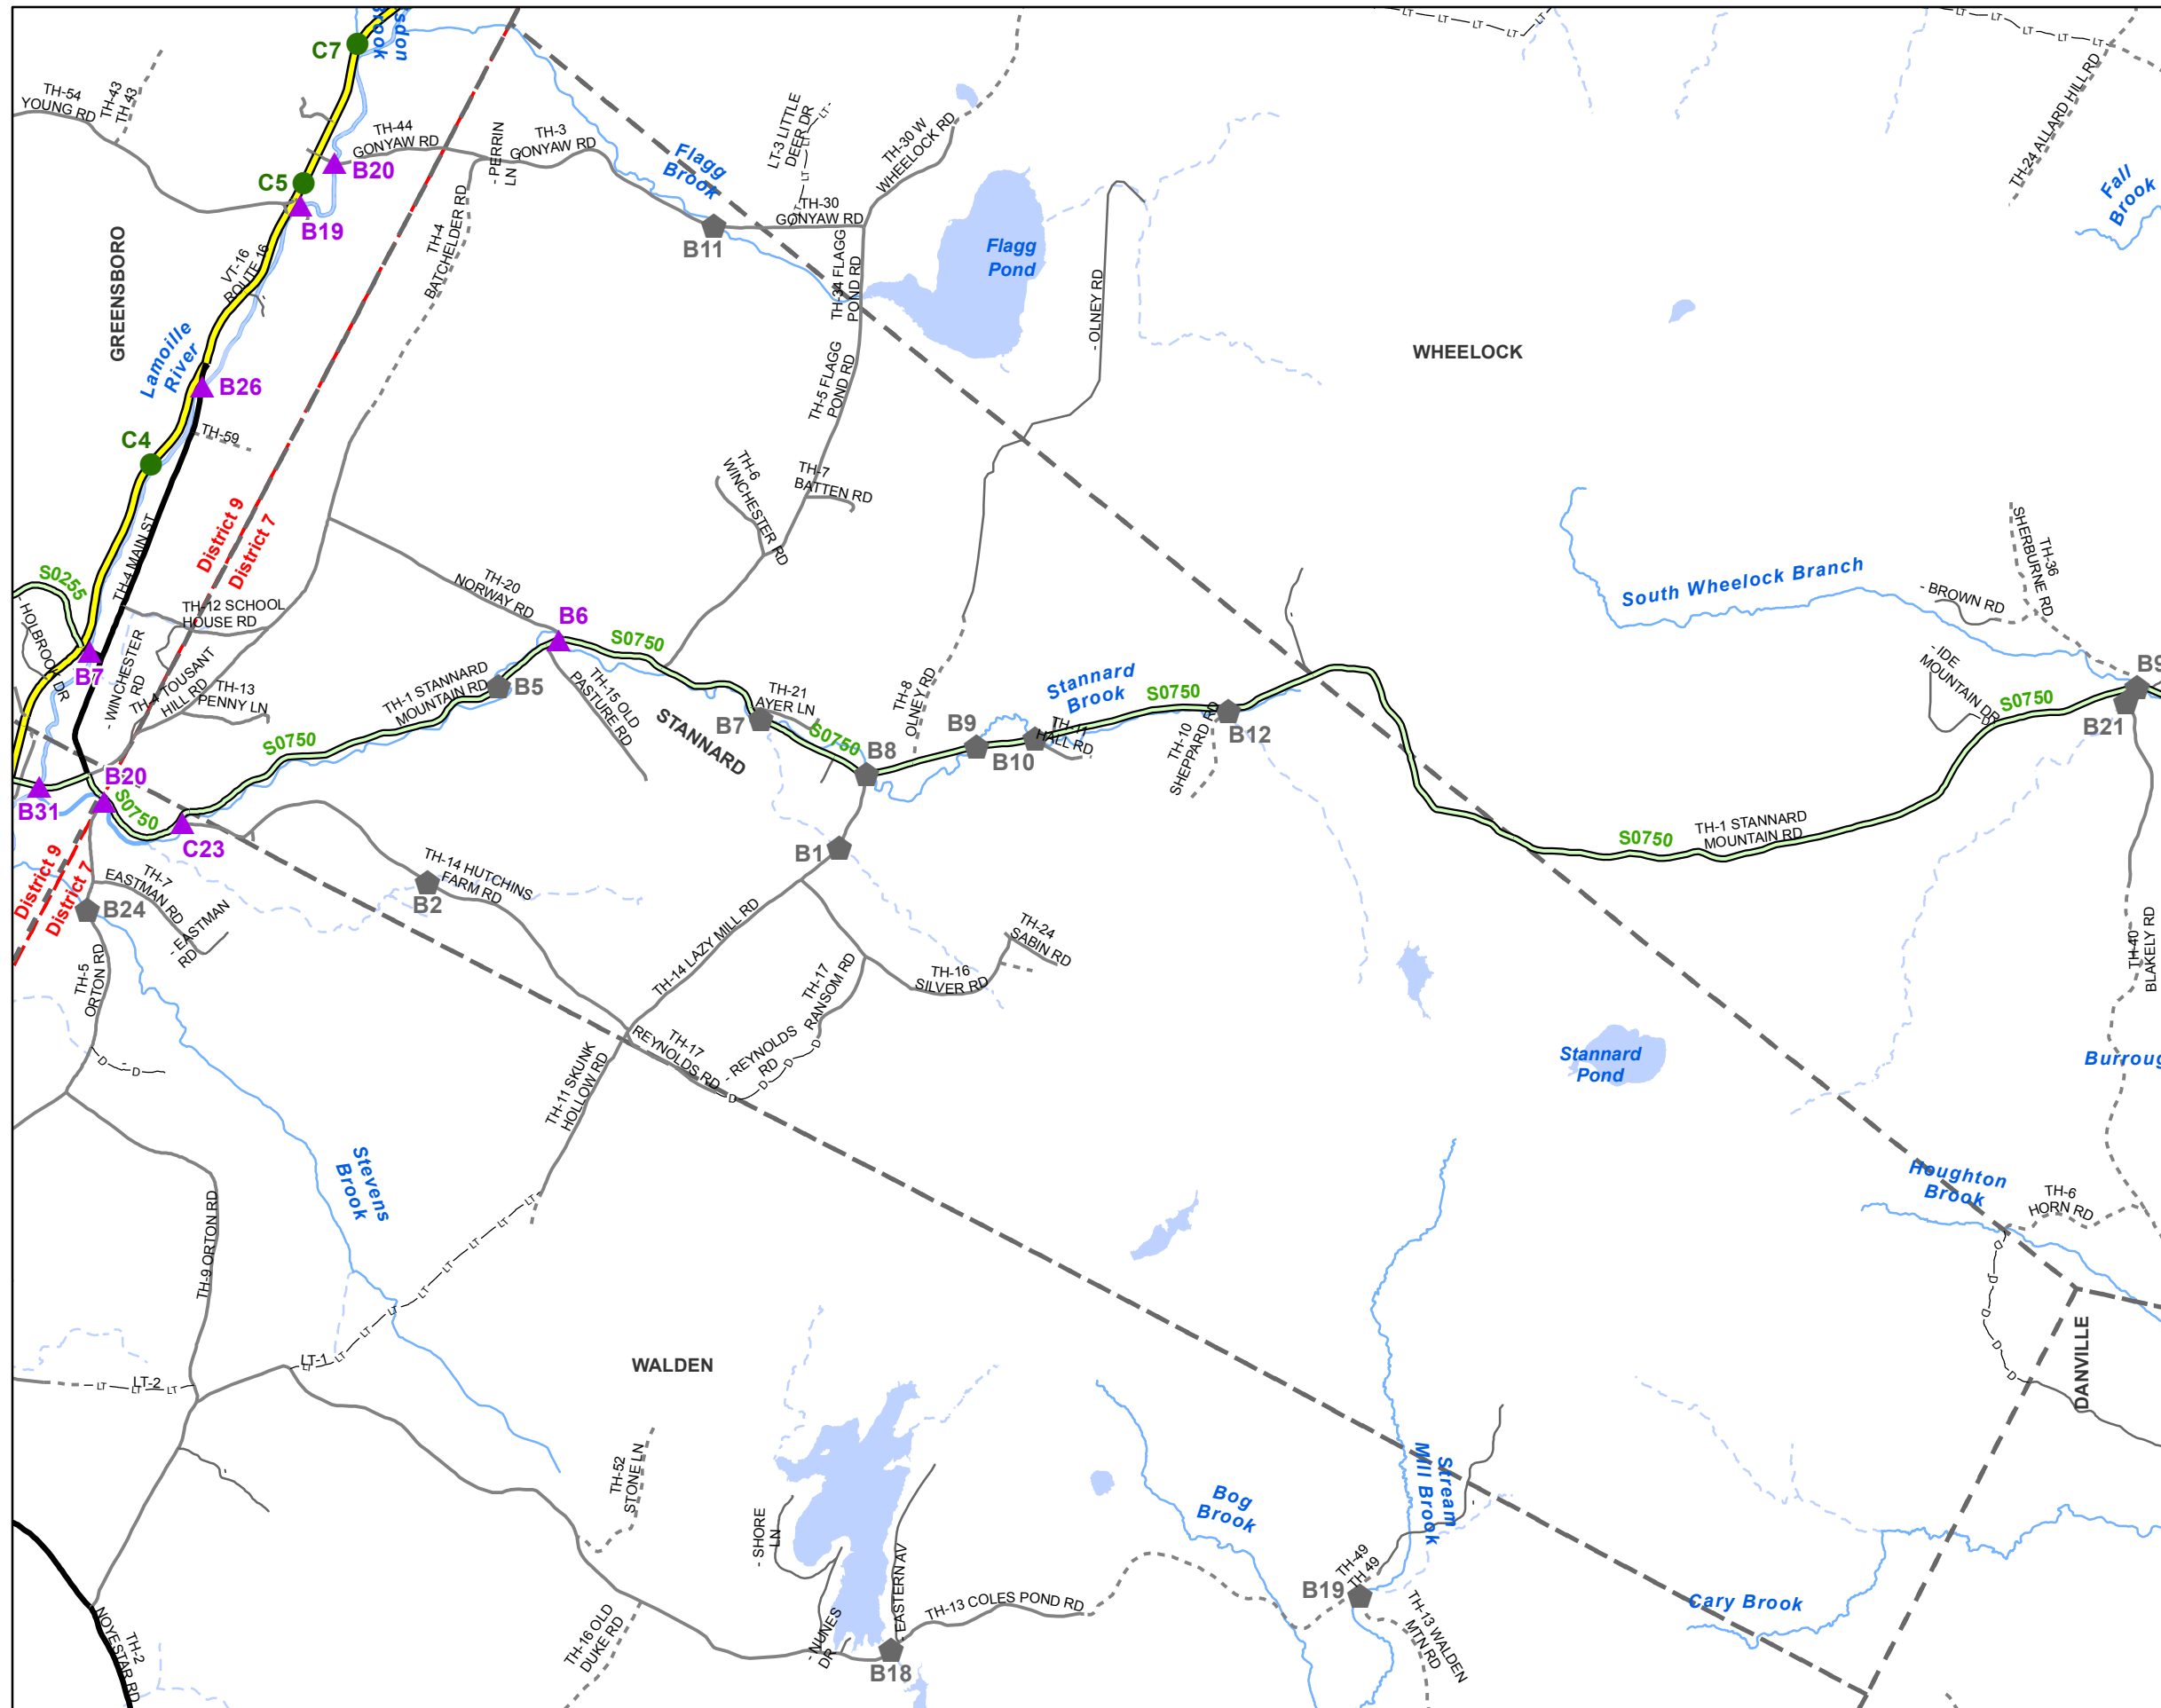 C7
sdon
Brook
TH-54
YOUNG RD
TH-43
TH 43
TH-44
GONYAW RD
- PERRIN
LN
TH-3
GONYAW RD
Flagg
Brook
LT-3 LITTLE
DEER DR
TH-30 W
WHEELOCK RD
TH-24 ALLARD HILL RD
Fall
Brook
C5
B20
B19
TH-4
BATCHELDER RD
B11
TH-30
GONYAW RD
TH-34 FLAGG
POND RD
Flagg
Pond
- OLNEY RD
GREENSBORO
VT-16
ROUTE 16
Lamoille
River
B26
C4
TH-59
WHEELOCK
TH-5 FLAGG
POND RD
TH-6
WINCHESTER RD
TH-7
BATTEN RD
District 9
District 7
TH-4 MAIN ST
S0255
- HOLBROOK DR
TH-12 SCHOOL
HOUSE RD
TH-20
NORWAY RD
B6
S0750
South Wheelock Branch
- BROWN RD
TH-36
SHERBURNE RD
B7
- WINCHESTER
RD
TH-4 TOUSANT
HILL RD
TH-13
PENNY LN
TH-1 STANNARD
MOUNTAIN RD
B5
TH-15 OLD
PASTURE RD
STANNARD
TH-21
AYER LN
B7
S0750
B8
TH-8
OLNEY RD
Stannard
Brook
B9
B10
TH-11
HALL RD
S0750
TH-10
SHEPPARD RD
B12
- IDE
MOUNTAIN DR
S0750
B9
B21
S0750
B20
B31
S0750
C23
B1
S0750
TH-1 STANNARD
MOUNTAIN RD
District 9
District 7
TH-7
EASTMAN RD
- EASTMAN
RD
B24
TH-5
ORTON RD
B2
TH-14 HUTCHINS
FARM RD
TH-14 LAZY MILL RD
TH-24
SABIN RD
TH-16
SILVER RD
TH-17
RANSOM RD
TH-17
REYNOLDS RD
- REYNOLDS
RD
TH-11 SKUNK
HOLLOW RD
TH-40
BLAKELY RD
Stannard
Pond
Burroug
Stevens
Brook
TH-9 ORTON RD
Houghton
Brook
TH-6
HORN RD
LT-1
LT-2
WALDEN
DANVILLE
TH-52
STONE LN
- SHORE
LN
Bog
Brook
Stream
Mill Brook
- EASTERN AV
TH-13 COLES POND RD
TH-49
TH 49
B19
TH-13 WALDEN
MTN RD
Cary Brook
TH-2
NOYESTAR RD
TH-16 OLD
DUKE RD
- NUNES
DR
B18